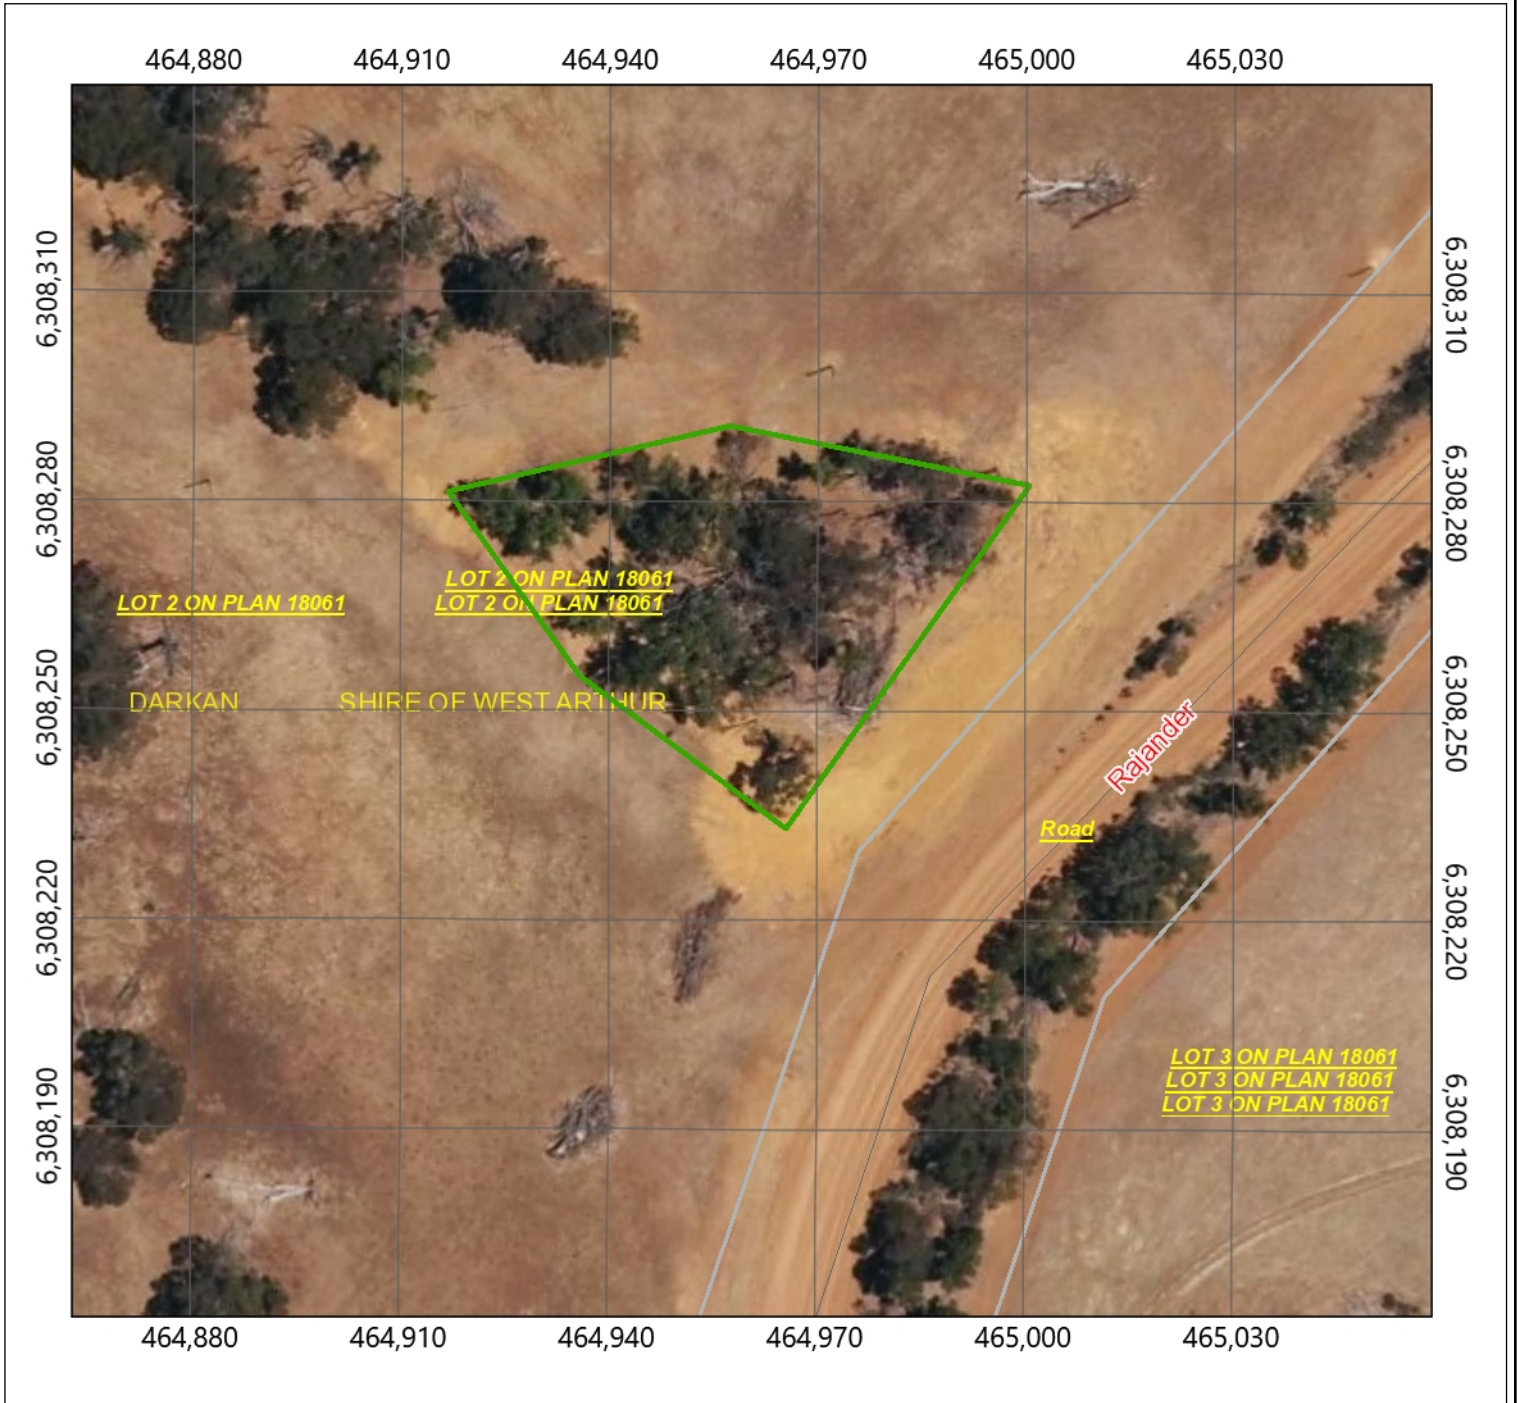 464,880 464,910 464,940 464,970 465,000 465,030
6,308,310 6,308,310
6,308,280 6,308,280
LOT 2 ON PLAN 18061
LOT 2 ON PLAN 18061 LOT 2 ON PLAN 18061
6,308,250 6,308,250
DARKAN SHIRE OF WEST ARTHUR
Rajander
Road
6,308,220 6,308,220
LOT 3 ON PLAN 18061
LOT 3 ON PLAN 18061
LOT 3 ON PLAN 18061
6,308,190 6,308,190
464,880 464,910 464,940 464,970 465,000 465,030